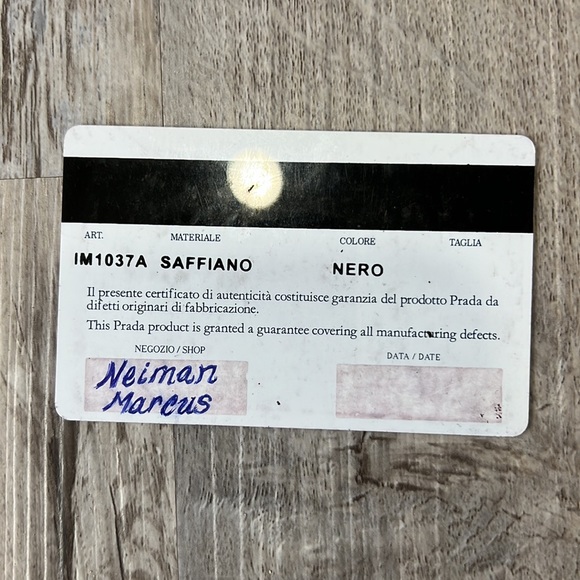 ART. MATERIALE COLORE TAGLIA
IM1037A SAFFIANO NERO
Il presente certificato di autenticità costituisce garanzia del prodotto Prada da
difetti originari di fabbricazione.
This Prada product is granted a guarantee covering all manufacturing defects.
NEGOZIO / SHOP DATA / DATE
Neiman
Marcus